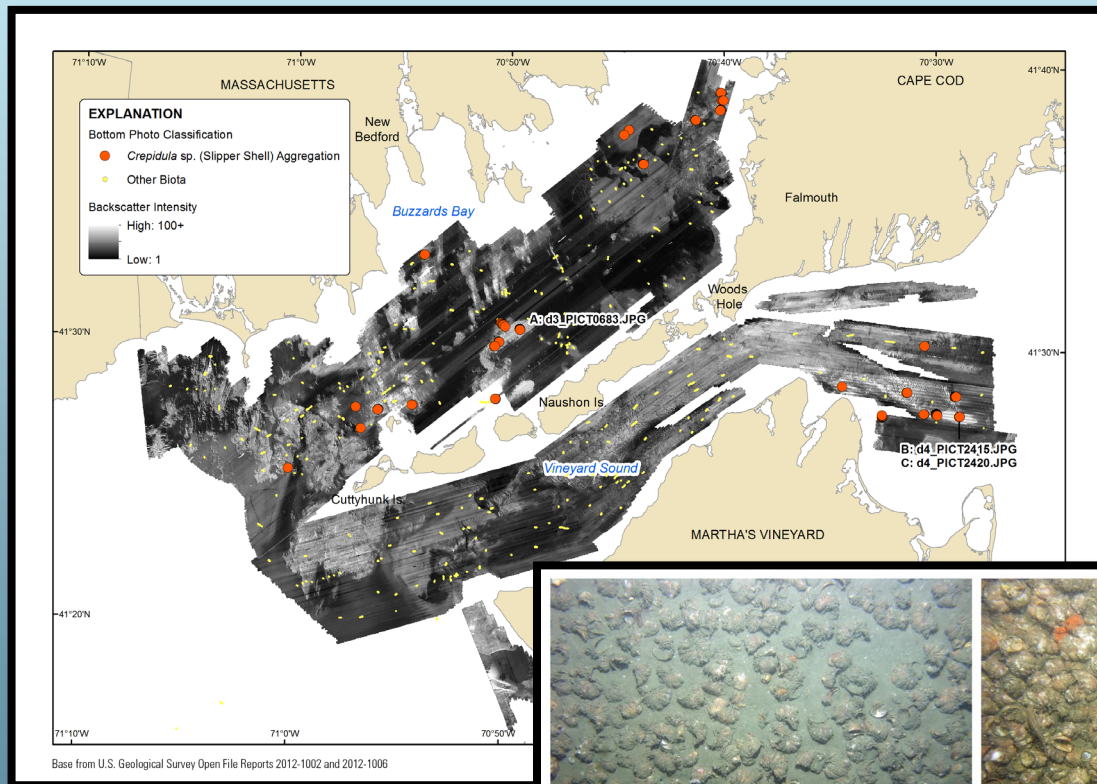 71°10'W
71°0'W
70°50'W
70°40'W
70°30'W
41°40'N
MASSACHUSETTS
CAPE COD
EXPLANATION
Bottom Photo Classification
Crepidula sp. (Slipper Shell) Aggregation
Other Biota
Backscatter Intensity
High: 100+
Low: 1
New
Bedford
Buzzards Bay
Falmouth
Woods
Hole
A: d3_PICT0683.JPG
41°30'N
41°30'N
Naushon Is.
B: d4_PICT2415.JPG
C: d4_PICT2420.JPG
Vineyard Sound
Cuttyhunk Is.
MARTHA'S VINEYARD
41°20'N
71°10'W
71°0'W
70°50'W
Base from U.S. Geological Survey Open File Reports 2012-1002 and 2012-1006